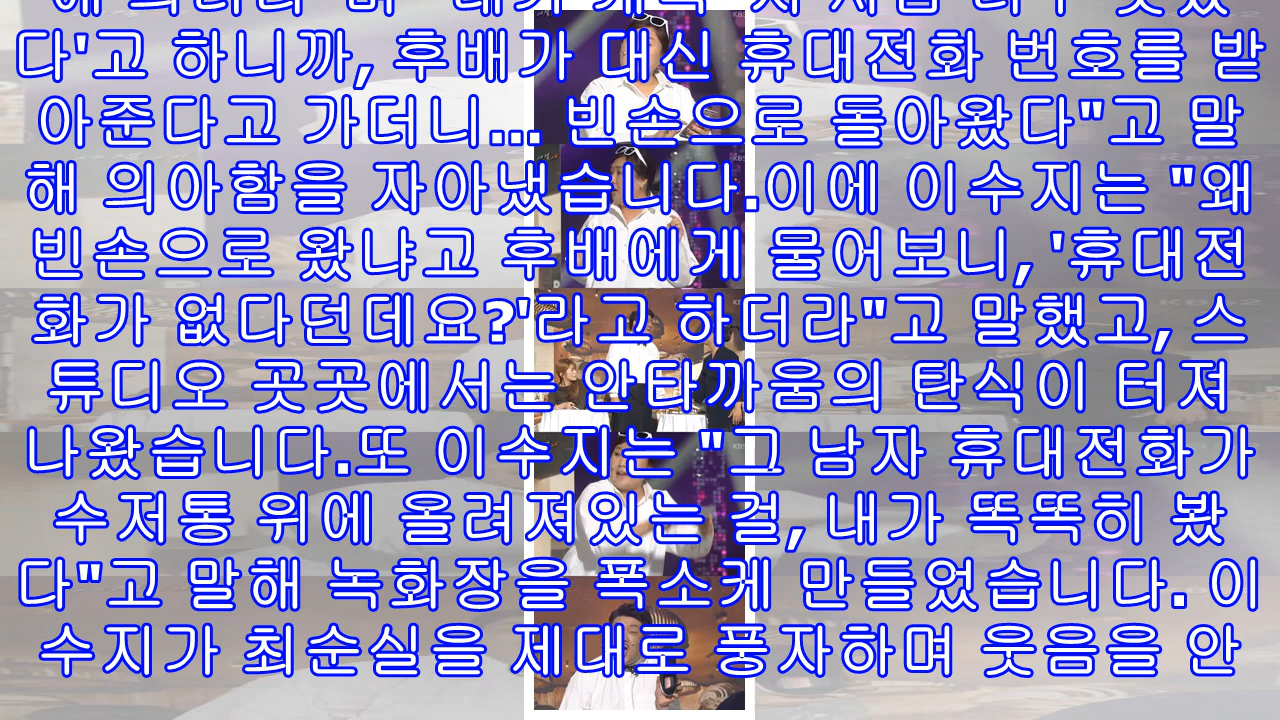 다'고 하니까, 후배가 대신 휴대전화 번호를 받
아준다고 가더니... 빈손으로 돌아왔다"고 말
해 의아함을 자아냈습니다.이에 이수지는 "왜
빈손으로 왔냐고 후배에게 물어보니, '휴대전
화가 없다던데요?'라고 하더라"고 말했고, 스
튜디오 곳곳에서는 안타까움의 탄식이 터져
나왔습니다.또 이수지는 "그 남자 휴대전화가
수저통 위에 올려져있는 걸, 내가 똑똑히 봤
다"고 말해 녹화장을 폭소케 만들었습니다. 이
수지가 최순실을 제대로 풍자하며 웃음을 안